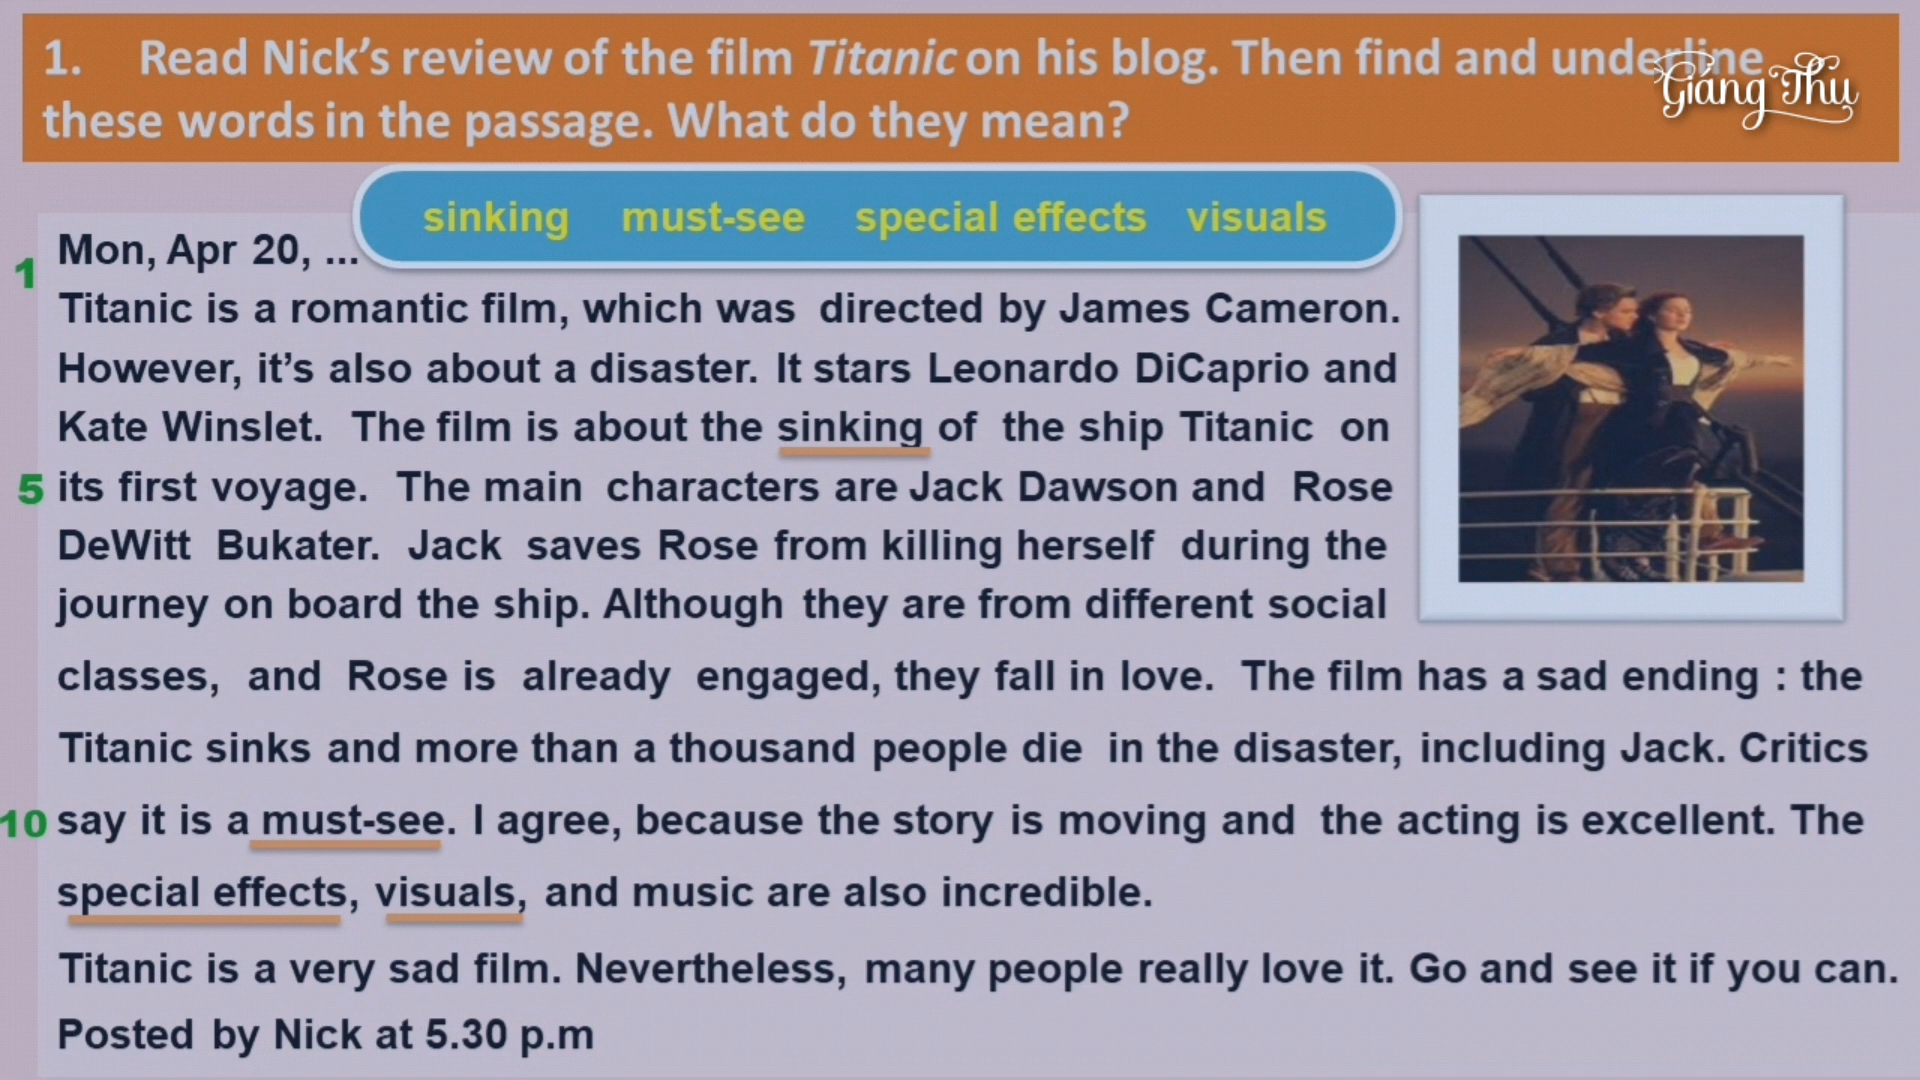 1. Read Nick's review of the film Titanic on his blog. Then find and underline
these words in the passage. What do they mean?
Giáng Thu
sinking must-see special effects visuals
Mon, Apr 20, ...
1
Titanic is a romantic film, which was directed by James Cameron.
However, it's also about a disaster. It stars Leonardo DiCaprio and
Kate Winslet. The film is about the sinking of the ship Titanic on
5 its first voyage. The main characters are Jack Dawson and Rose
DeWitt Bukater. Jack saves Rose from killing herself during the
journey on board the ship. Although they are from different social
classes, and Rose is already engaged, they fall in love. The film has a sad ending : the
Titanic sinks and more than a thousand people die in the disaster, including Jack. Critics
10 say it is a must-see. I agree, because the story is moving and the acting is excellent. The
special effects, visuals, and music are also incredible.
Titanic is a very sad film. Nevertheless, many people really love it. Go and see it if you can.
Posted by Nick at 5.30 p.m